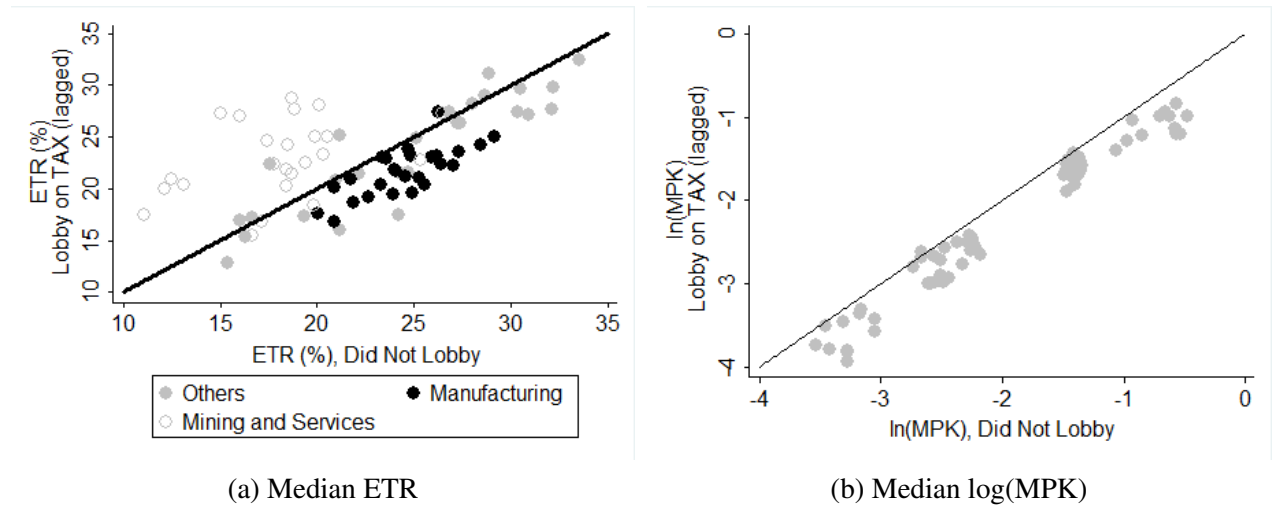 ETR (%)
Lobby on TAX (lagged)
35
30
25
20
15
10
10 15 20 25 30 35
ETR (%), Did Not Lobby
Others Manufacturing
Mining and Services
(a) Median ETR
ln(MPK)
Lobby on TAX (lagged)
0
-1
-2
-3
-4
-4 -3 -2 -1 0
ln(MPK), Did Not Lobby
(b) Median log(MPK)